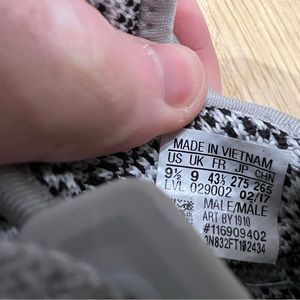 MADE IN VIETNAM
US UK FR JP CHN
9½ 9 43⅓ 275 265
LVL 029002 02/17
MALE/MÂLE
ART BY1910
#116909402
3N832FT102434